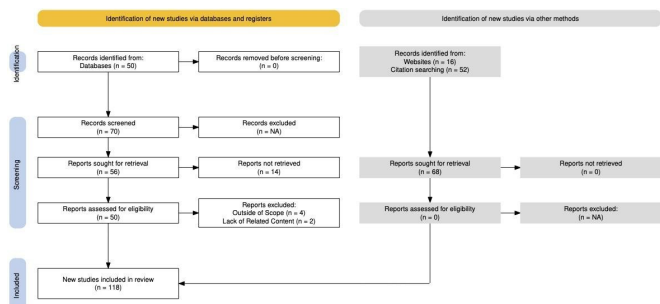 Identification of new studies via databases and registers
Identification of new studies via other methods
Identification
Records identified from:
Databases (n = 50)
Records removed before screening:
(n = 0)
Records identified from:
Websites (n = 16)
Citation searching (n = 52)
Screening
Records screened
(n = 70)
Records excluded
(n = NA)
Reports sought for retrieval
(n = 56)
Reports not retrieved
(n = 14)
Reports sought for retrieval
(n = 68)
Reports not retrieved
(n = 0)
Reports assessed for eligibility
(n = 50)
Reports excluded:
Outside of Scope (n = 4)
Lack of Related Content (n = 2)
Reports assessed for eligibility
(n = 0)
Reports excluded:
(n = NA)
Included
New studies included in review
(n = 118)